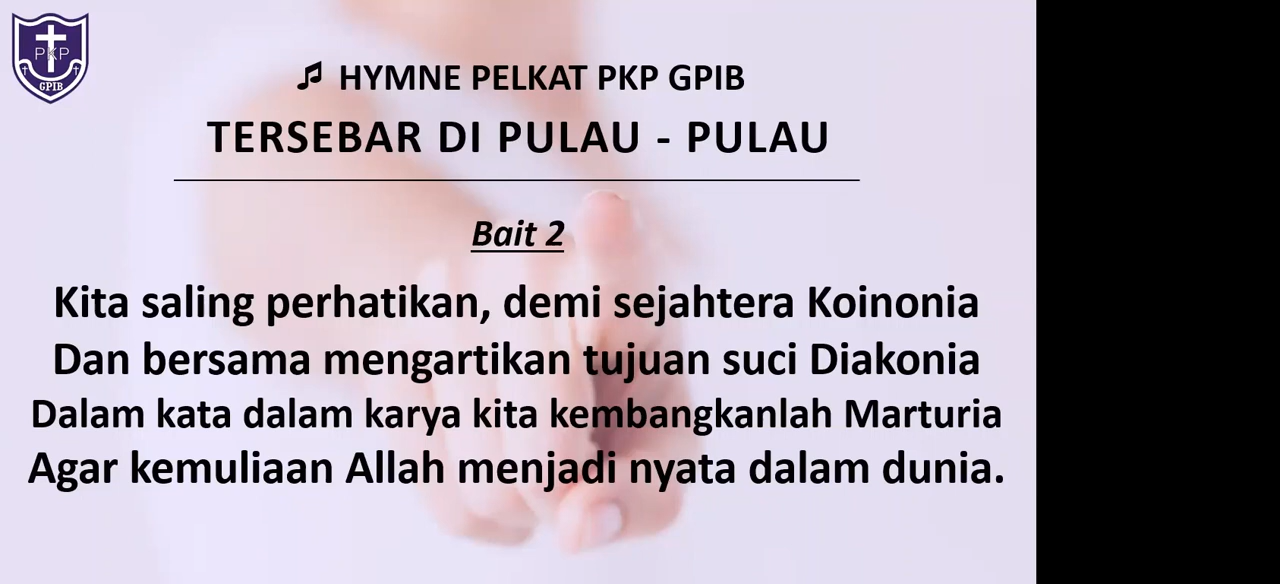 PKP
GPIB
HYMNE PELKAT PKP GPIB
TERSEBAR DI PULAU - PULAU
Bait 2
Kita saling perhatikan, demi sejahtera Koinonia
Dan bersama mengartikan tujuan suci Diakonia
Dalam kata dalam karya kita kembangkanlah Marturia
Agar kemuliaan Allah menjadi nyata dalam dunia.